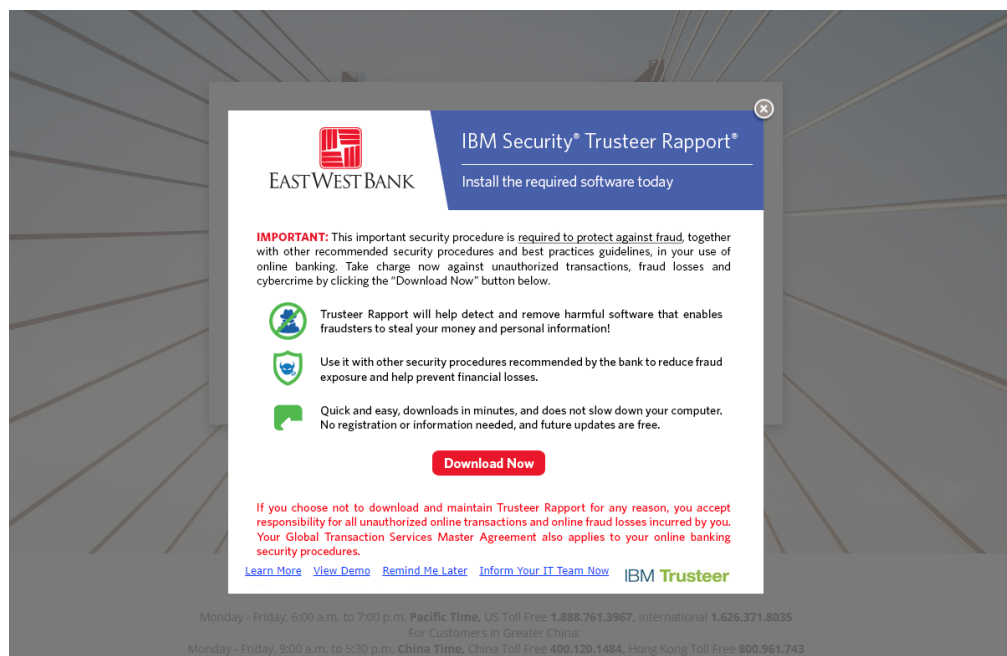 EAST WEST BANK
IBM Security® Trusteer Rapport®
Install the required software today
IMPORTANT: This important security procedure is required to protect against fraud, together
with other recommended security procedures and best practices guidelines, in your use of
online banking. Take charge now against unauthorized transactions, fraud losses and
cybercrime by clicking the “Download Now” button below.
Trusteer Rapport will help detect and remove harmful software that enables
fraudsters to steal your money and personal information!
Use it with other security procedures recommended by the bank to reduce fraud
exposure and help prevent financial losses.
Quick and easy, downloads in minutes, and does not slow down your computer.
No registration or information needed, and future updates are free.
Download Now
If you choose not to download and maintain Trusteer Rapport for any reason, you accept
responsibility for all unauthorized online transactions and online fraud losses incurred by you.
Your Global Transaction Services Master Agreement also applies to your online banking
security procedures.
Learn More View Demo Remind Me Later Inform Your IT Team Now IBM Trusteer
Monday - Friday, 6:00 a.m. to 7:00 p.m. Pacific Time, US Toll Free 1.888.761.3967, International 1.626.371.8035
For Customers in Greater China:
Monday - Friday, 9:00 a.m. to 5:30 p.m. China Time, China Toll Free 400.120.1484, Hong Kong Toll Free 800.961.743